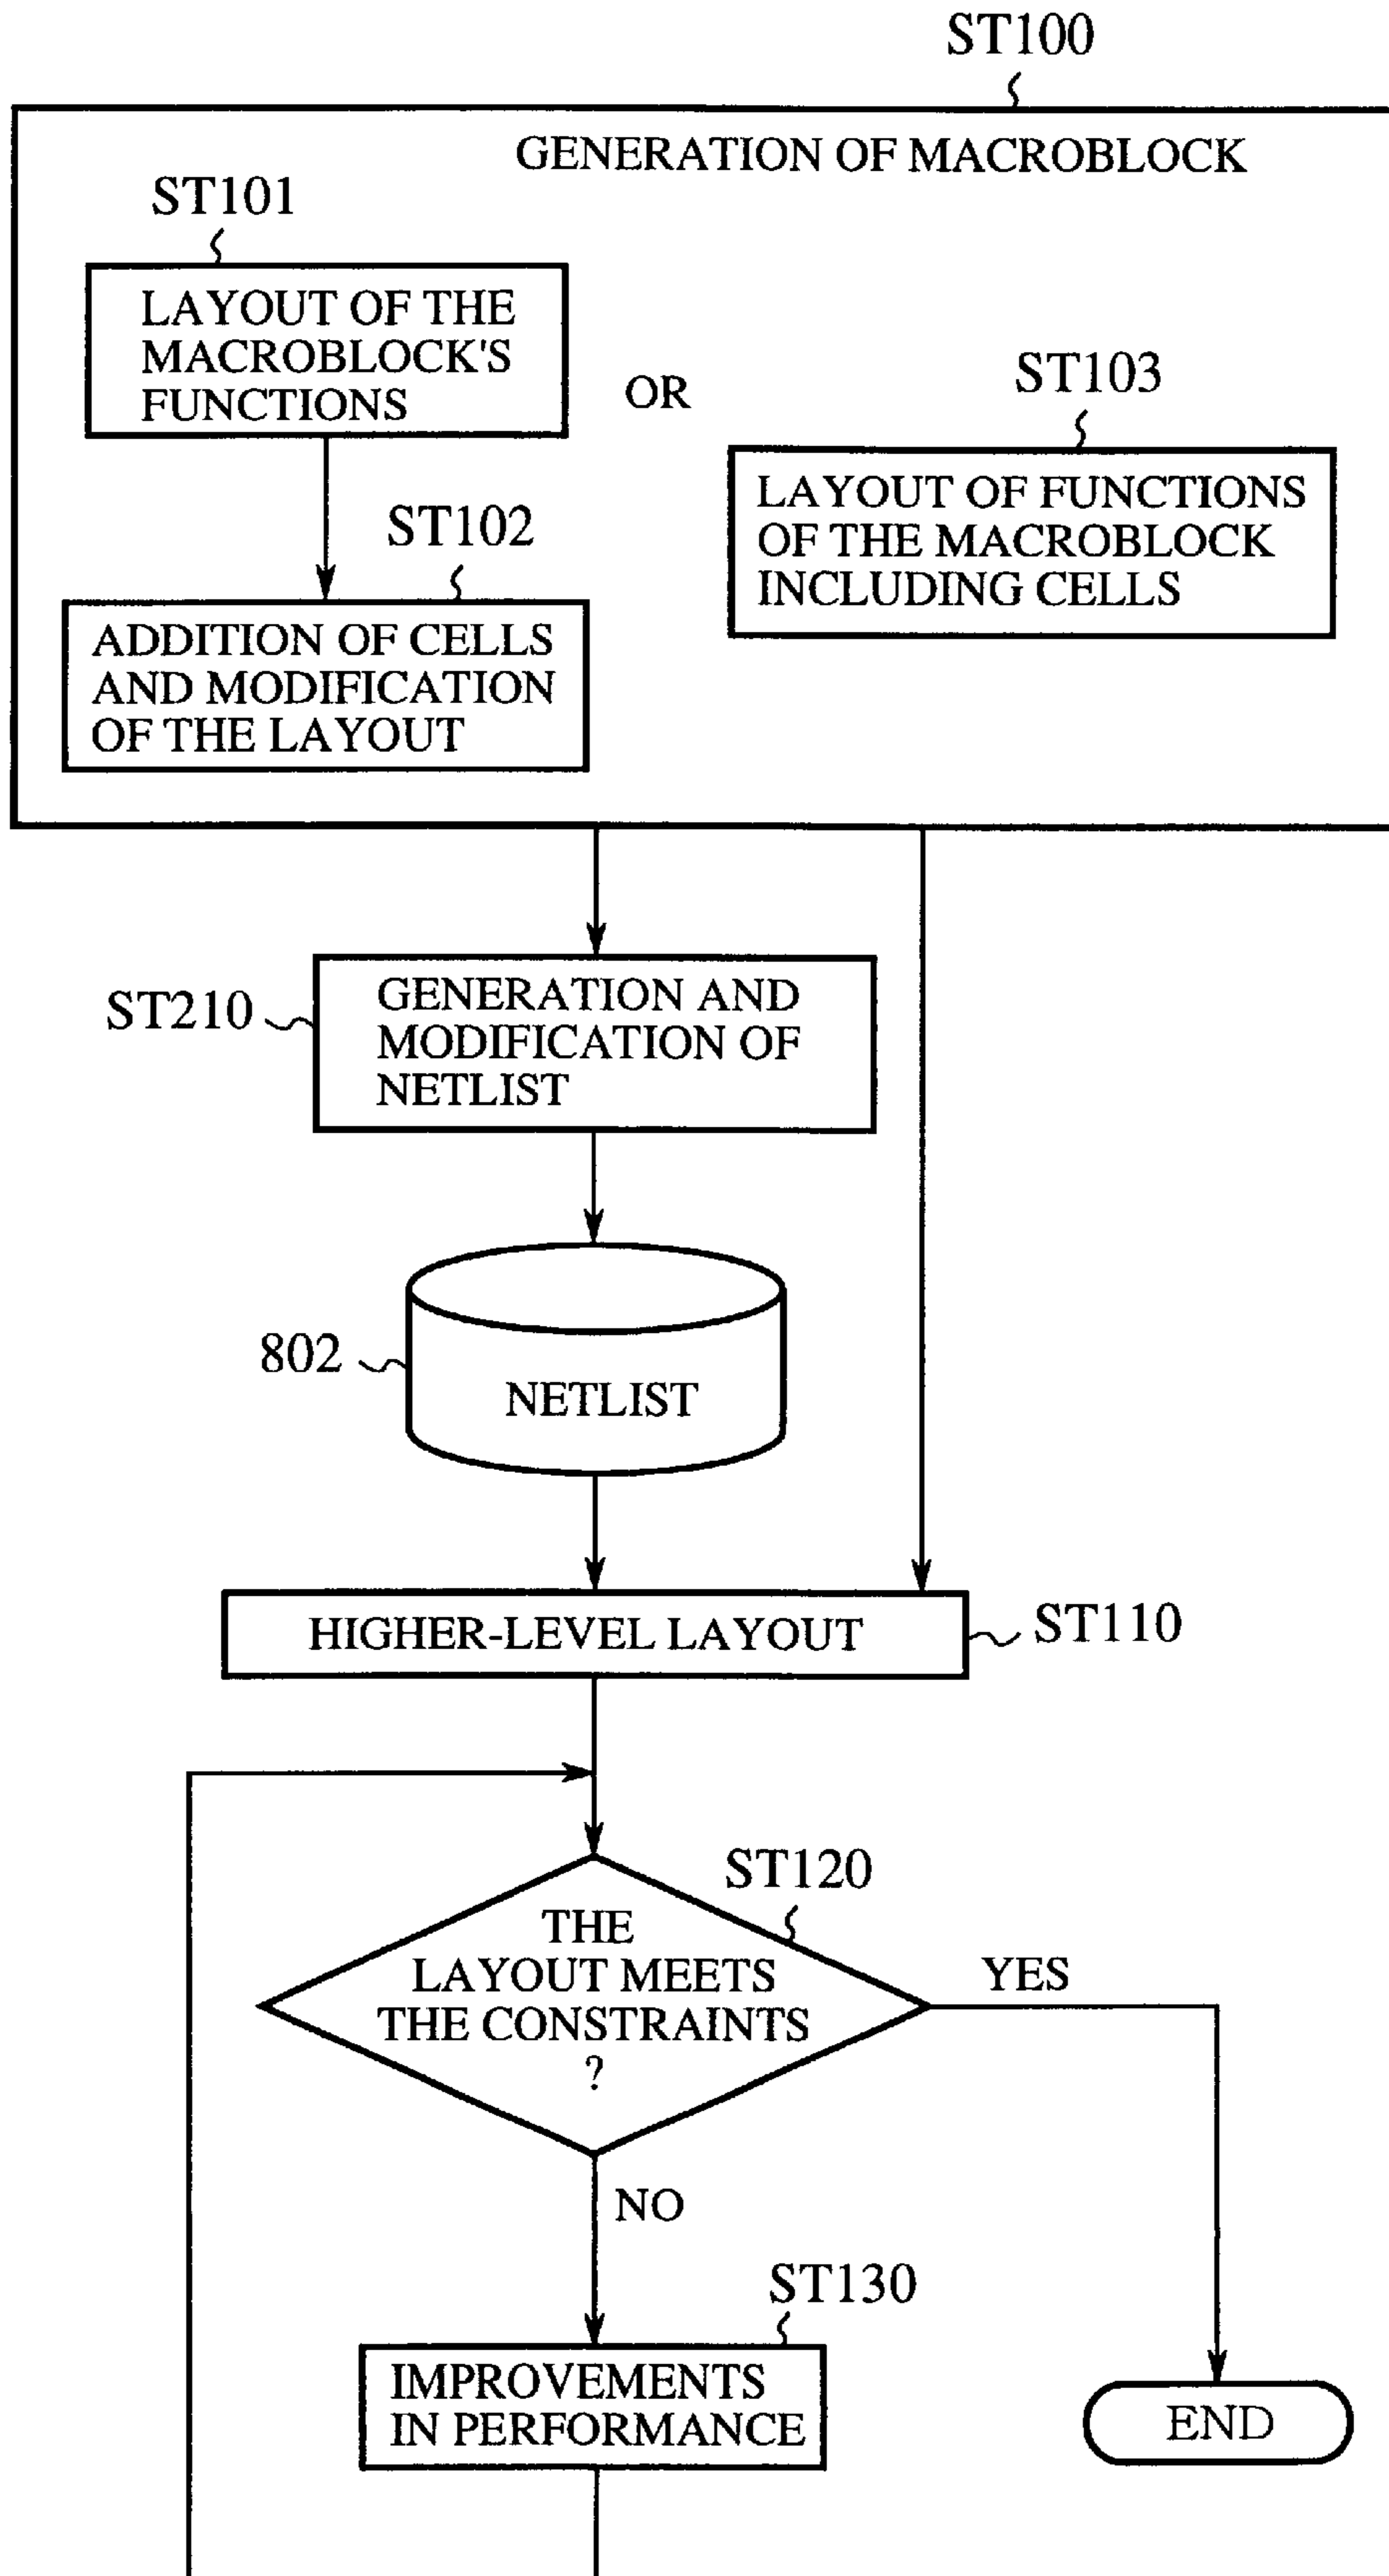 ST100
GENERATION OF MACROBLOCK
ST101
LAYOUT OF THE
MACROBLOCK'S
FUNCTIONS
OR
ST103
LAYOUT OF FUNCTIONS
OF THE MACROBLOCK
INCLUDING CELLS
ST102
ADDITION OF CELLS
AND MODIFICATION
OF THE LAYOUT
ST210
GENERATION AND
MODIFICATION OF
NETLIST
802
NETLIST
HIGHER-LEVEL LAYOUT
ST110
ST120
THE
LAYOUT MEETS
THE CONSTRAINTS
?
YES
NO
ST130
IMPROVEMENTS
IN PERFORMANCE
END